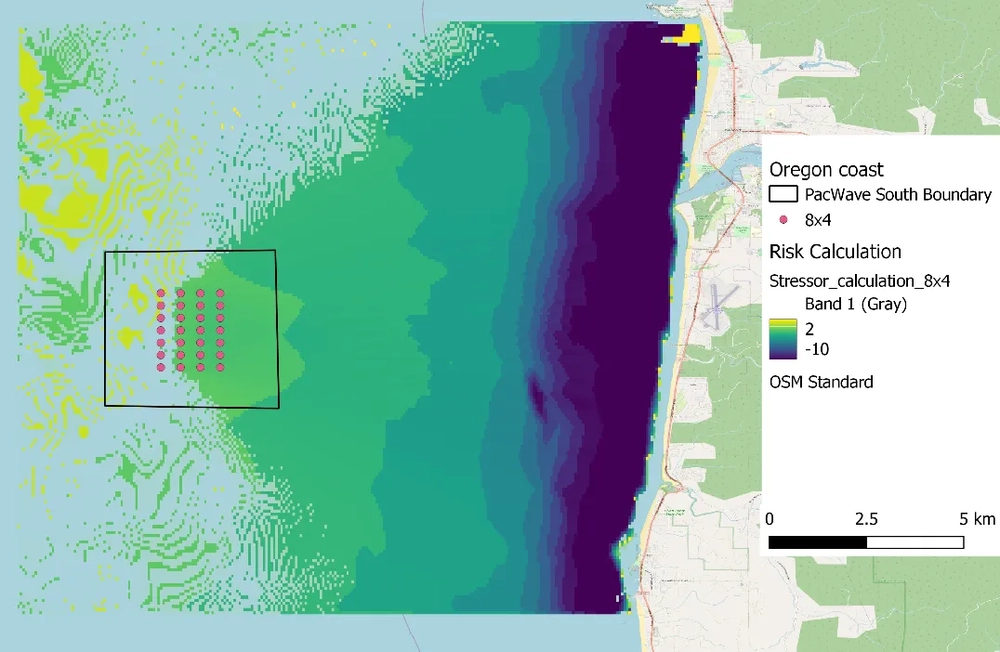 Oregon coast
PacWave South Boundary
8x4
Risk Calculation
Stressor_calculation_8x4
Band 1 (Gray)
2
-10
OSM Standard
0 2.5 5 km